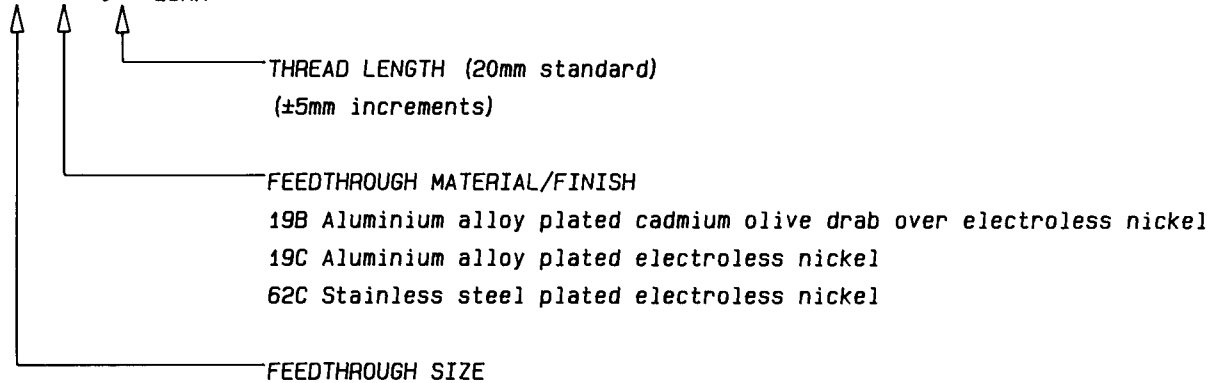 THREAD LENGTH (20mm standard)
(±5mm increments)
FEEDTHROUGH MATERIAL/FINISH
19B Aluminium alloy plated cadmium olive drab over electroless nickel
19C Aluminium alloy plated electroless nickel
62C Stainless steel plated electroless nickel
FEEDTHROUGH SIZE